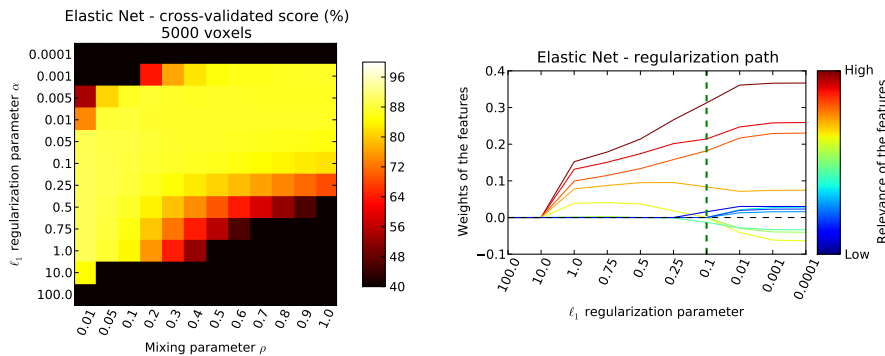 Elastic Net - cross-validated score (%)
5000 voxels
0.0001
0.001
0.005
0.01
0.05
0.1
0.25
0.5
0.75
1.0
10.0
100.0
ℓ1 regularization parameter α
0.01 0.05 0.1 0.2 0.3 0.4 0.5 0.6 0.7 0.8 0.9 1.0
Mixing parameter ρ
96
88
80
72
64
56
48
40
Elastic Net - regularization path
0.4
0.3
0.2
0.1
0.0
−0.1
Weights of the features
100.0 10.0 1.0 0.75 0.5 0.25 0.1 0.01 0.001 0.0001
ℓ1 regularization parameter
High
Low
Relevance of the features